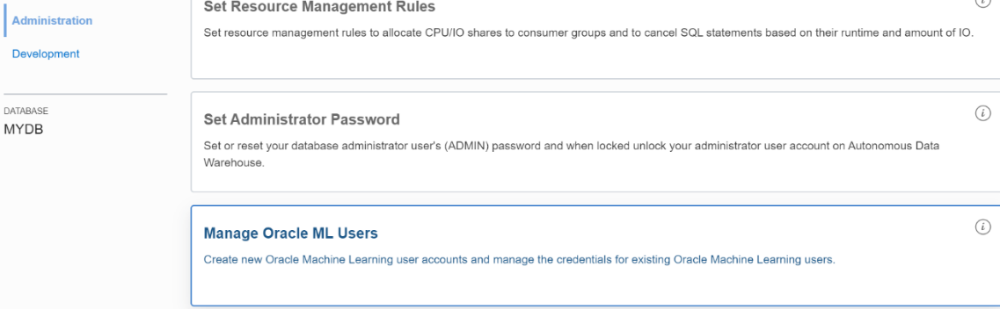 Administration
Development
DATABASE
MYDB
Set Resource Management Rules
Set resource management rules to allocate CPU/IO shares to consumer groups and to cancel SQL statements based on their runtime and amount of IO.
Set Administrator Password
Set or reset your database administrator user's (ADMIN) password and when locked unlock your administrator user account on Autonomous Data
Warehouse.
Manage Oracle ML Users
Create new Oracle Machine Learning user accounts and manage the credentials for existing Oracle Machine Learning users.